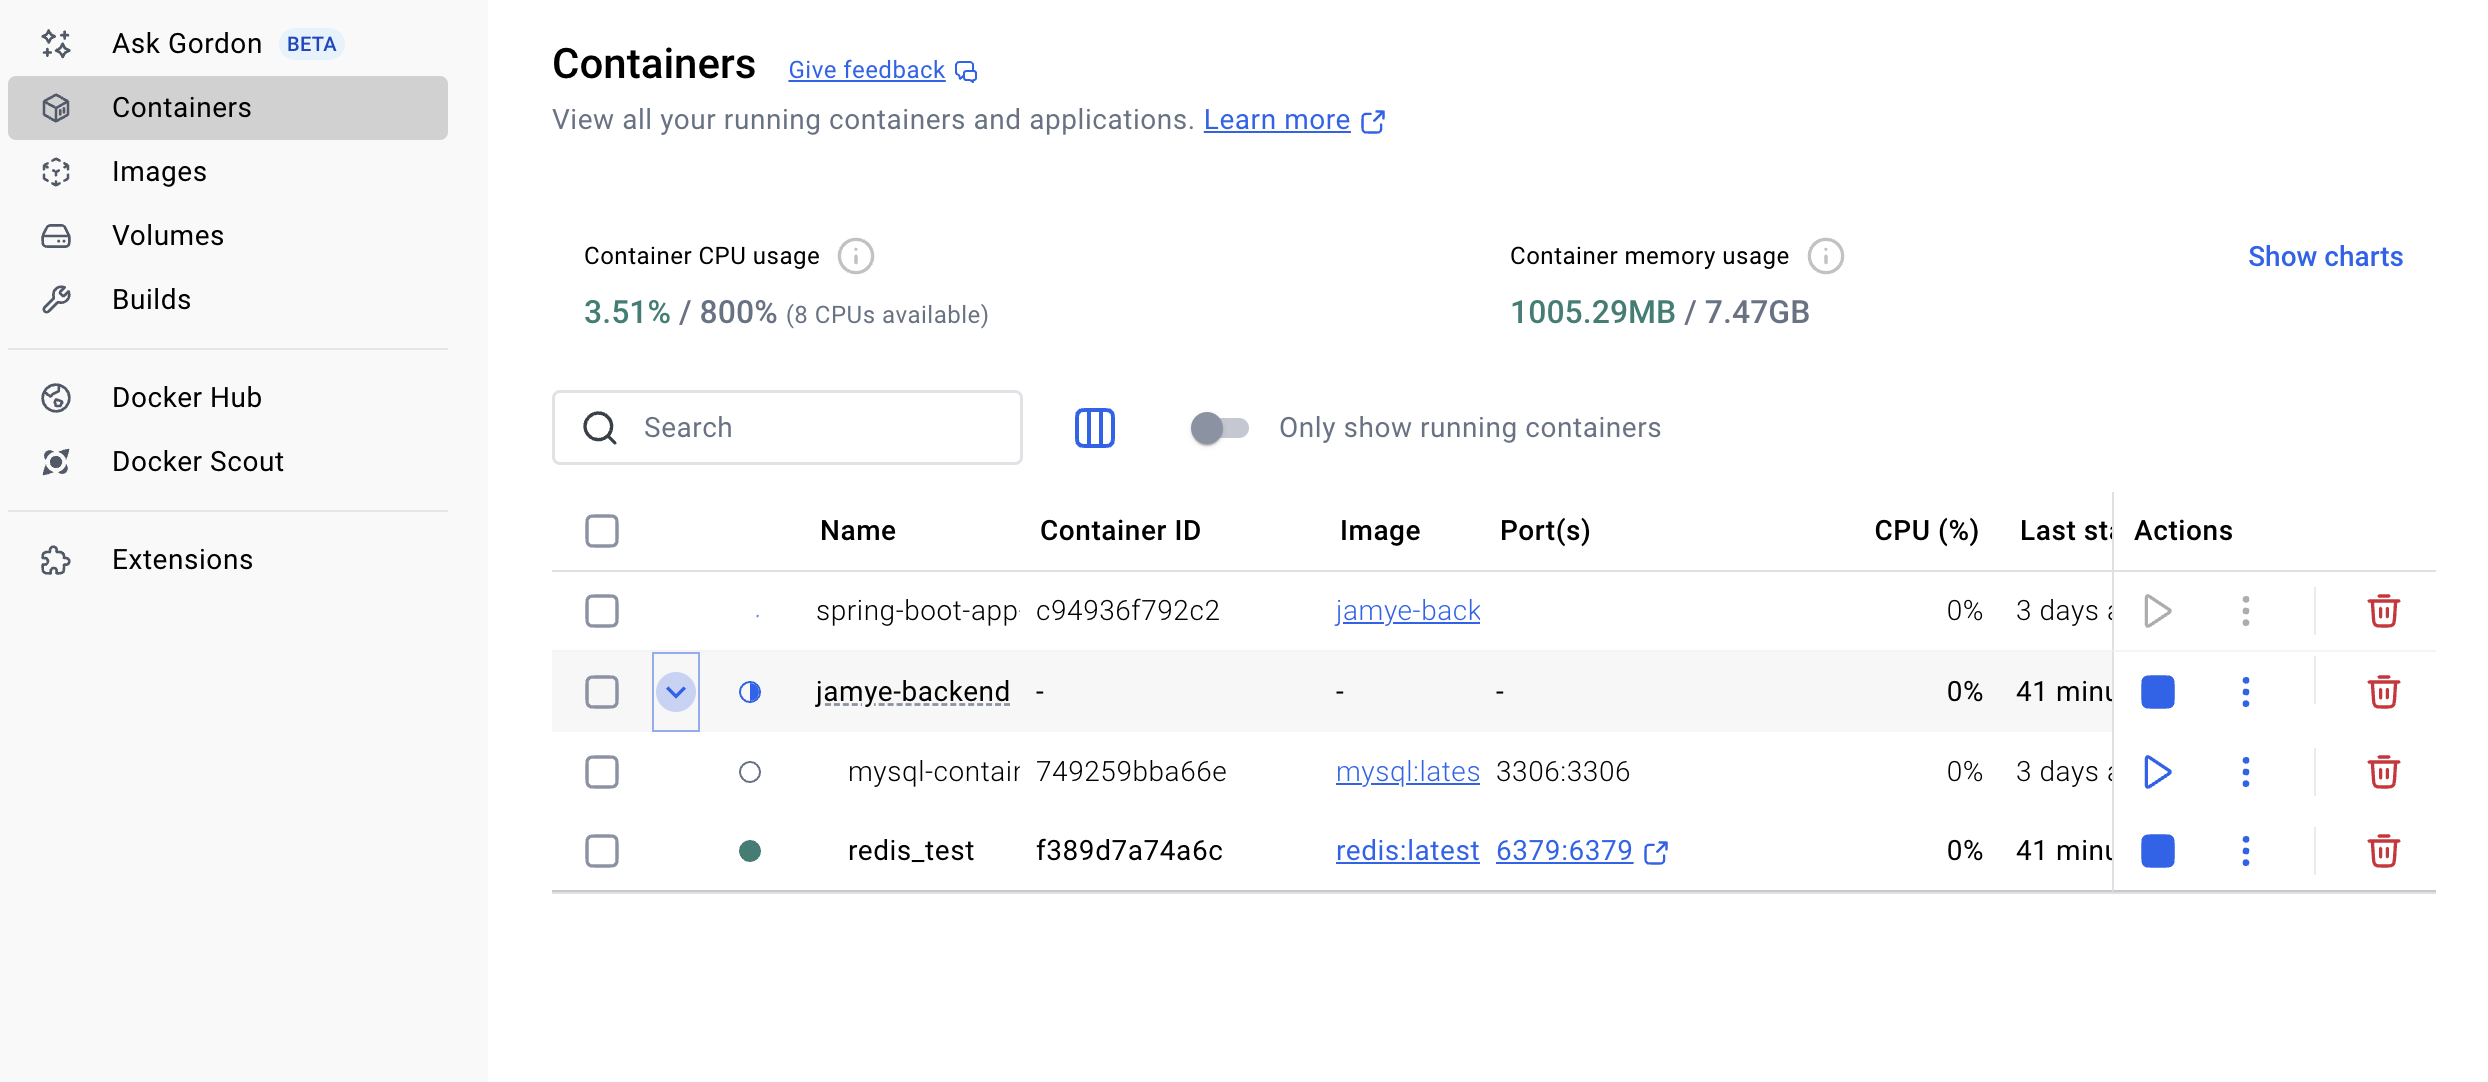 Ask Gordon BETA
Containers
Images
Volumes
Builds
Docker Hub
Docker Scout
Extensions
Containers Give feedback
View all your running containers and applications. Learn more
Container CPU usage
3.51% / 800% (8 CPUs available)
Container memory usage
1005.29MB / 7.47GB
Show charts
Search
Only show running containers
Name Container ID Image Port(s) CPU (%) Last sta Actions
spring-boot-app- c94936f792c2 jamye-back 0% 3 days a
jamye-backend - - - 0% 41 minu
mysql-contair 749259bba66e mysql:lates 3306:3306 0% 3 days a
redis_test f389d7a74a6c redis:latest 6379:6379 0% 41 minu